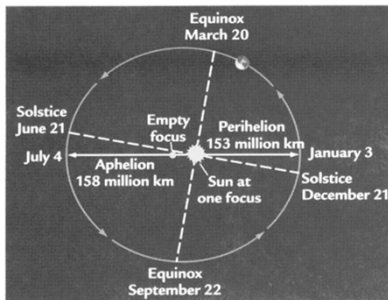 Equinox
March 20
Solstice
June 21
Empty
focus
Perihelion
153 million km
July 4
January 3
Aphelion
158 million km
Sun at
one focus
Solstice
December 21
Equinox
September 22